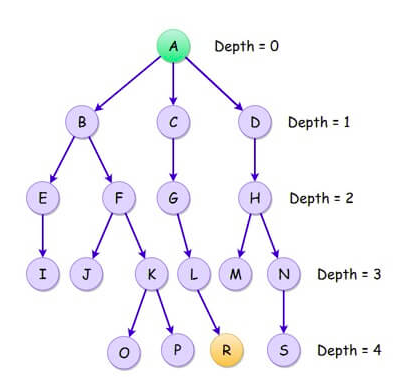 A Depth = 0
B C D Depth = 1
E F G H Depth = 2
I J K L M N Depth = 3
O P R S Depth = 4